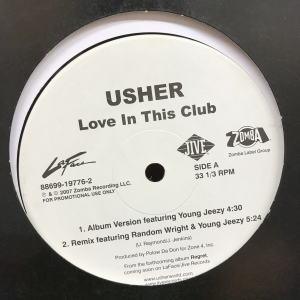 USHER
Love In This Club
LaFace
JIVE
ZOMBA
Zomba Label Group
88699-19776-2
℗ & © 2007 Zomba Recording LLC.
FOR PROMOTIONAL USE ONLY
SIDE A
33 1/3 RPM
1. Album Version featuring Young Jeezy 4:30
2. Remix featuring Random Wright & Young Jeezy 5:24
(U. Raymond/J. Jenkins)
Produced by Polow Da Don for Zone 4, Inc.
From the forthcoming album Regret,
coming soon on LaFace/Jive Records
www.usherworld.com